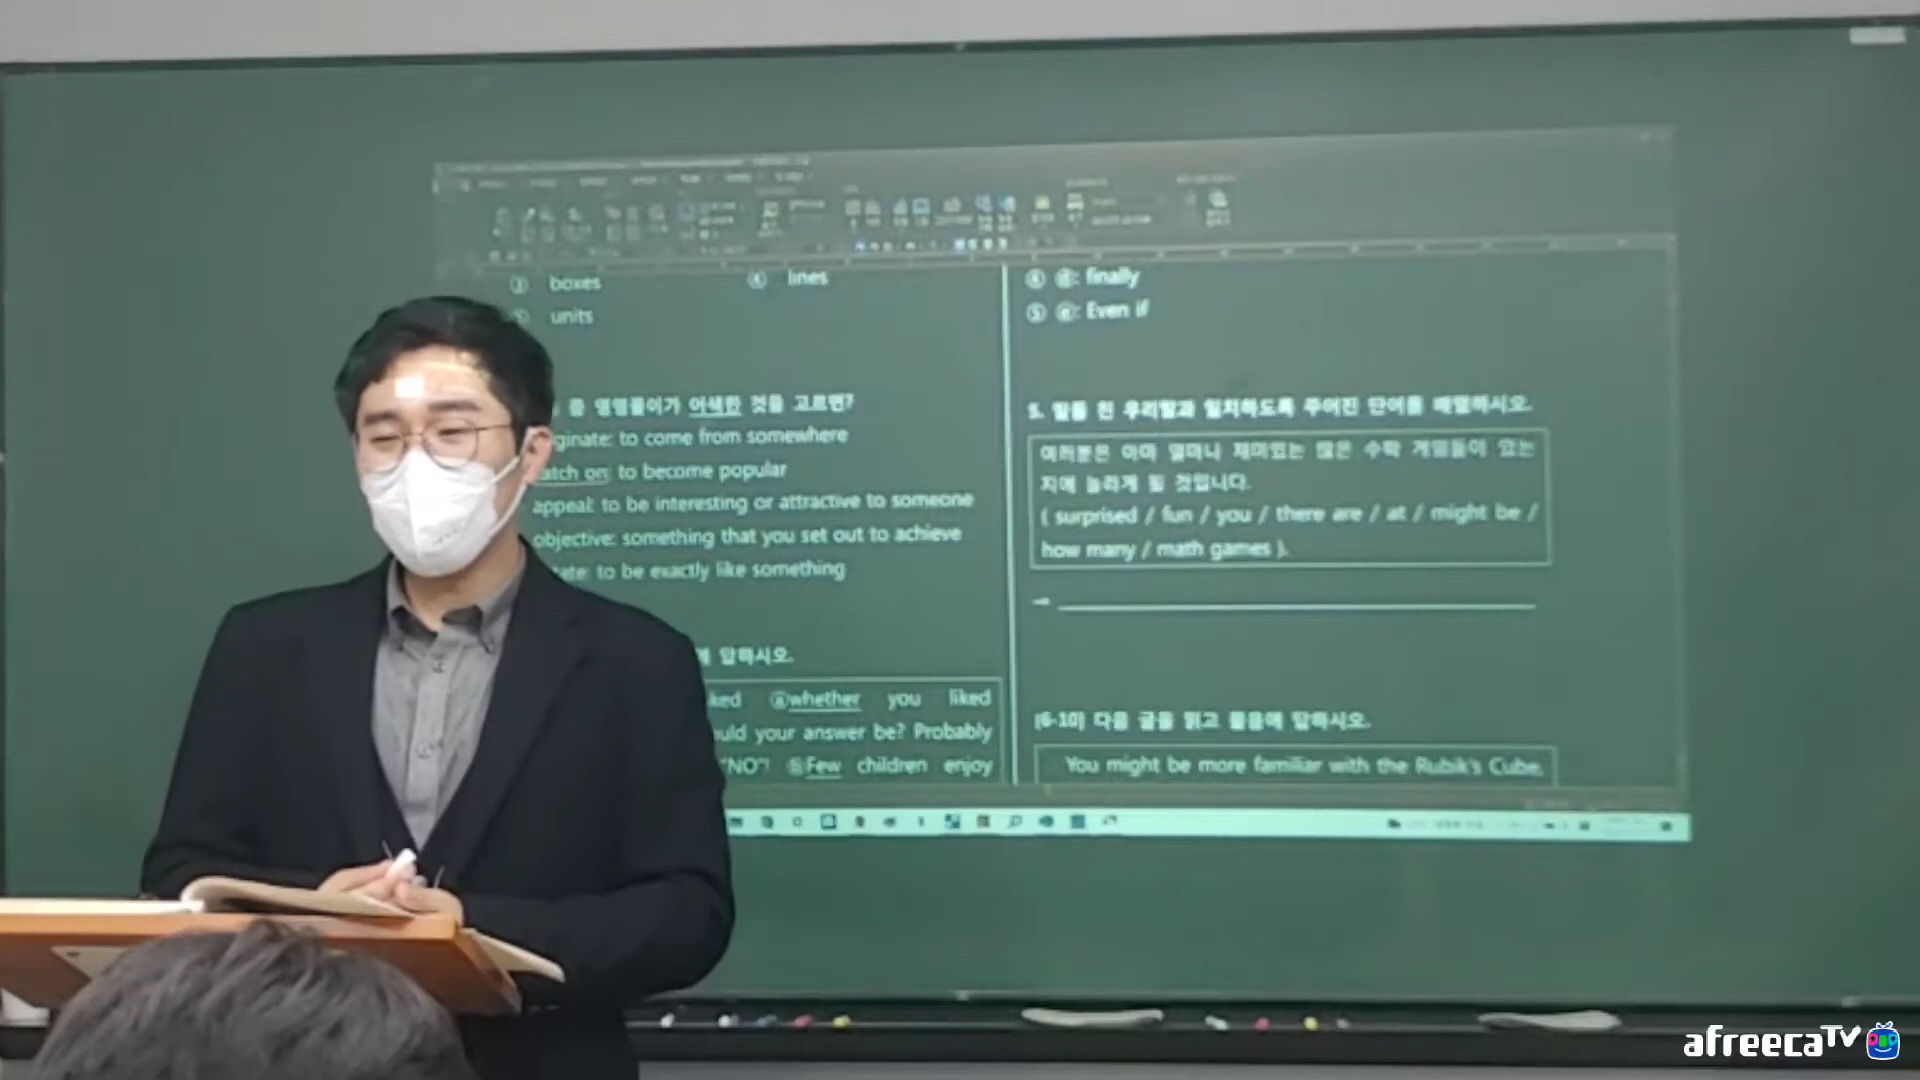 ③ boxes ④ lines
units
중 영영풀이가 어색한 것을 고르면?
ginate: to come from somewhere
atch on: to become popular
appeal: to be interesting or attractive to someone
objective: something that you set out to achieve
to be exactly like something
답하시오.
ked ⓐwhether you liked
uld your answer be? Probably
"NO"! ⓑFew children enjoy
④ ⓓ: finally
⑤ ⓔ: Even if
5. 밑줄 친 우리말과 일치하도록 주어진 단어를 배열하시오.
여러분은 아마 얼마나 재미있는 많은 수학 게임들이 있는
지에 놀라게 될 것입니다.
( surprised / fun / you / there are / at / might be /
how many / math games ).
→
[6-10] 다음 글을 읽고 물음에 답하시오.
You might be more familiar with the Rubik's Cube,
afreecaTV